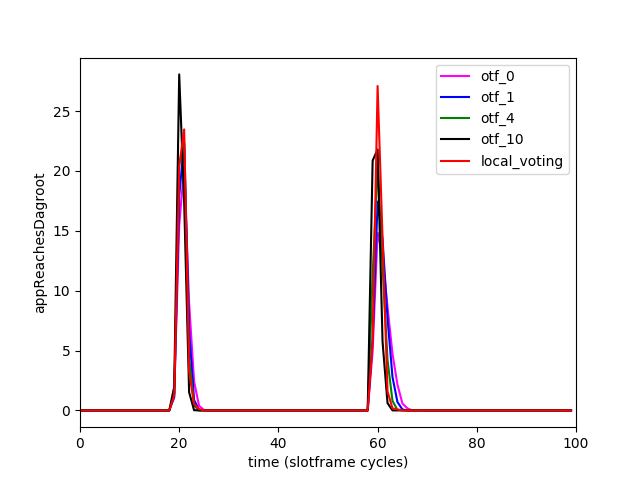 otf_0
otf_1
otf_4
otf_10
local_voting
25
20
15
10
5
0
appReachesDagroot
0 20 40 60 80 100
time (slotframe cycles)